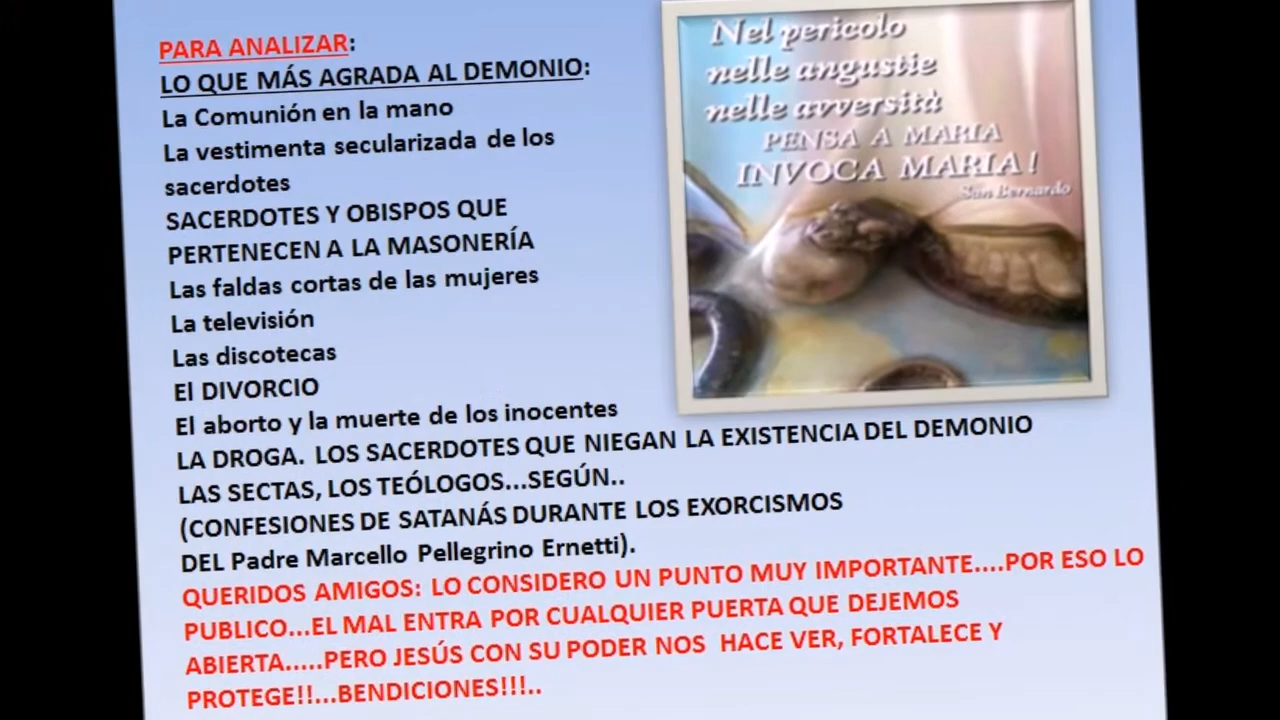 PARA ANALIZAR:
LO QUE MÁS AGRADA AL DEMONIO:
La Comunión en la mano
La vestimenta secularizada de los
sacerdotes
SACERDOTES Y OBISPOS QUE
PERTENECEN A LA MASONERÍA
Las faldas cortas de las mujeres
La televisión
Las discotecas
El DIVORCIO
El aborto y la muerte de los inocentes
LA DROGA. LOS SACERDOTES QUE NIEGAN LA EXISTENCIA DEL DEMONIO
LAS SECTAS, LOS TEÓLOGOS...SEGÚN..
(CONFESIONES DE SATANÁS DURANTE LOS EXORCISMOS
DEL Padre Marcello Pellegrino Ernetti).
QUERIDOS AMIGOS: LO CONSIDERO UN PUNTO MUY IMPORTANTE....POR ESO LO
PUBLICO...EL MAL ENTRA POR CUALQUIER PUERTA QUE DEJEMOS
ABIERTA.....PERO JESÚS CON SU PODER NOS HACE VER, FORTALECE Y
PROTEGE!!...BENDICIONES!!!..
Nel pericolo
nelle angustie
nelle avversità
PENSA A MARIA
INVOCA MARIA!
San Bernardo